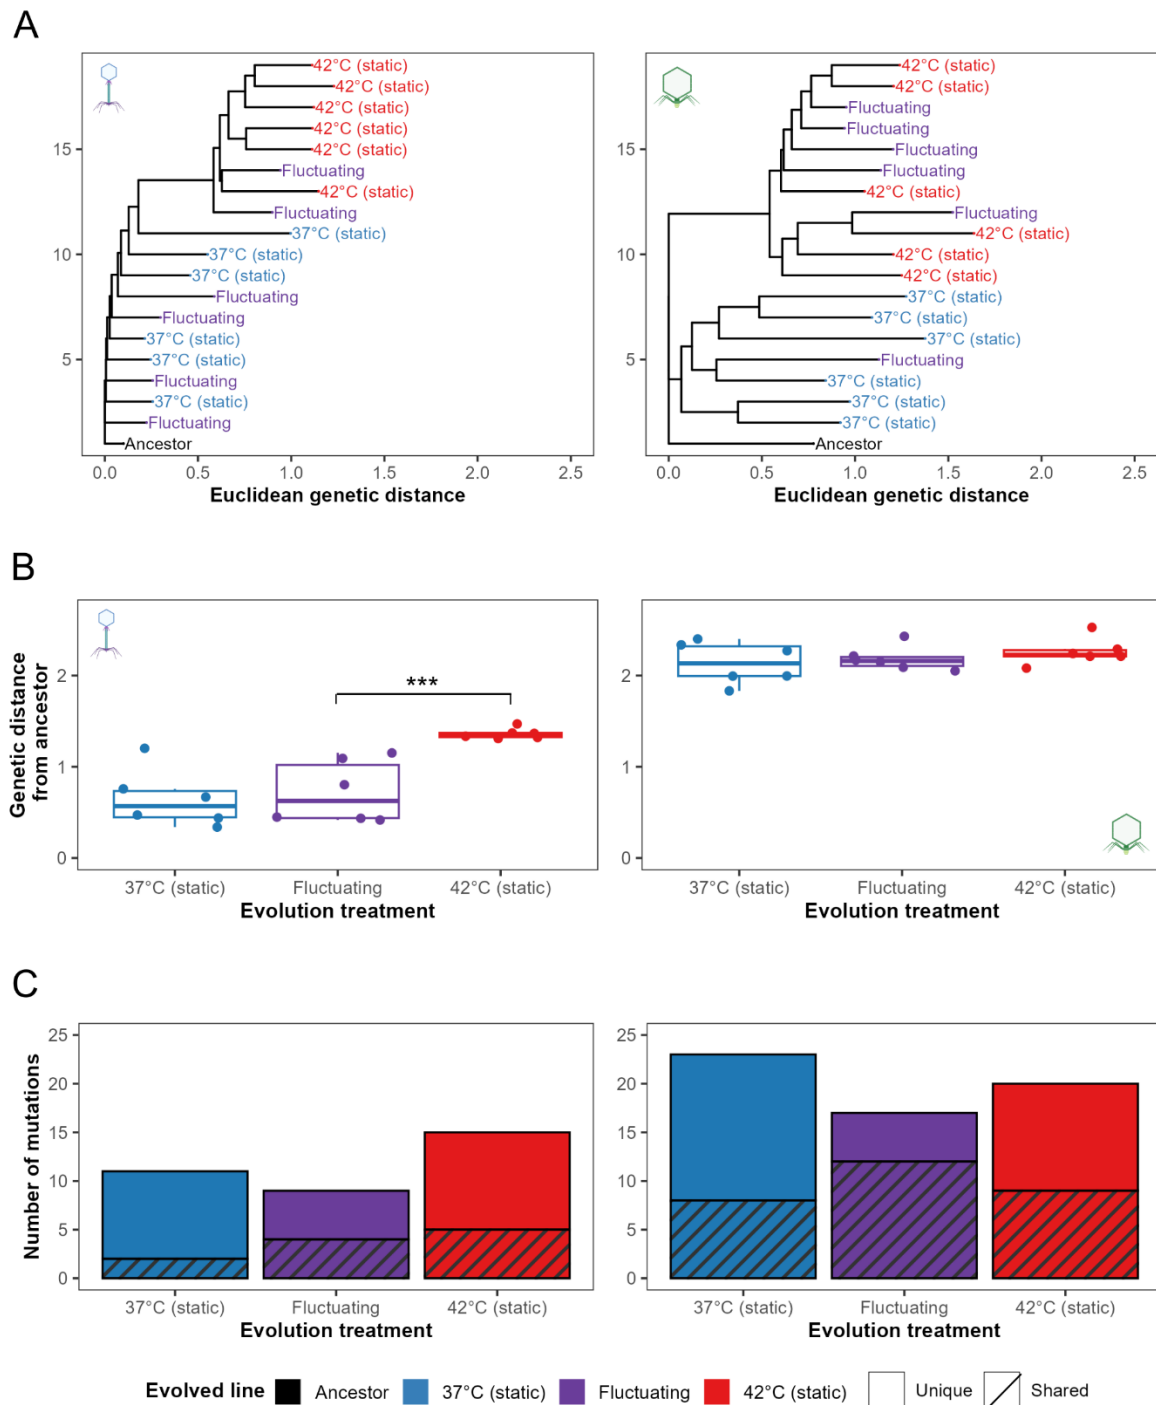 A
42°C (static)
42°C (static)
42°C (static)
42°C (static)
42°C (static)
Fluctuating
42°C (static)
Fluctuating
37°C (static)
37°C (static)
37°C (static)
Fluctuating
Fluctuating
37°C (static)
37°C (static)
Fluctuating
37°C (static)
Fluctuating
Ancestor
15
10
5
0.0 0.5 1.0 1.5 2.0 2.5
Euclidean genetic distance
42°C (static)
42°C (static)
Fluctuating
Fluctuating
Fluctuating
Fluctuating
42°C (static)
Fluctuating
42°C (static)
42°C (static)
42°C (static)
37°C (static)
37°C (static)
37°C (static)
Fluctuating
37°C (static)
37°C (static)
37°C (static)
Ancestor
15
10
5
0.0 0.5 1.0 1.5 2.0 2.5
Euclidean genetic distance
B
Genetic distance
from ancestor
2
1
0
***
37°C (static) Fluctuating 42°C (static)
Evolution treatment
2
1
0
37°C (static) Fluctuating 42°C (static)
Evolution treatment
C
Number of mutations
25
20
15
10
5
0
37°C (static) Fluctuating 42°C (static)
Evolution treatment
25
20
15
10
5
0
37°C (static) Fluctuating 42°C (static)
Evolution treatment
Evolved line Ancestor 37°C (static) Fluctuating 42°C (static) Unique Shared